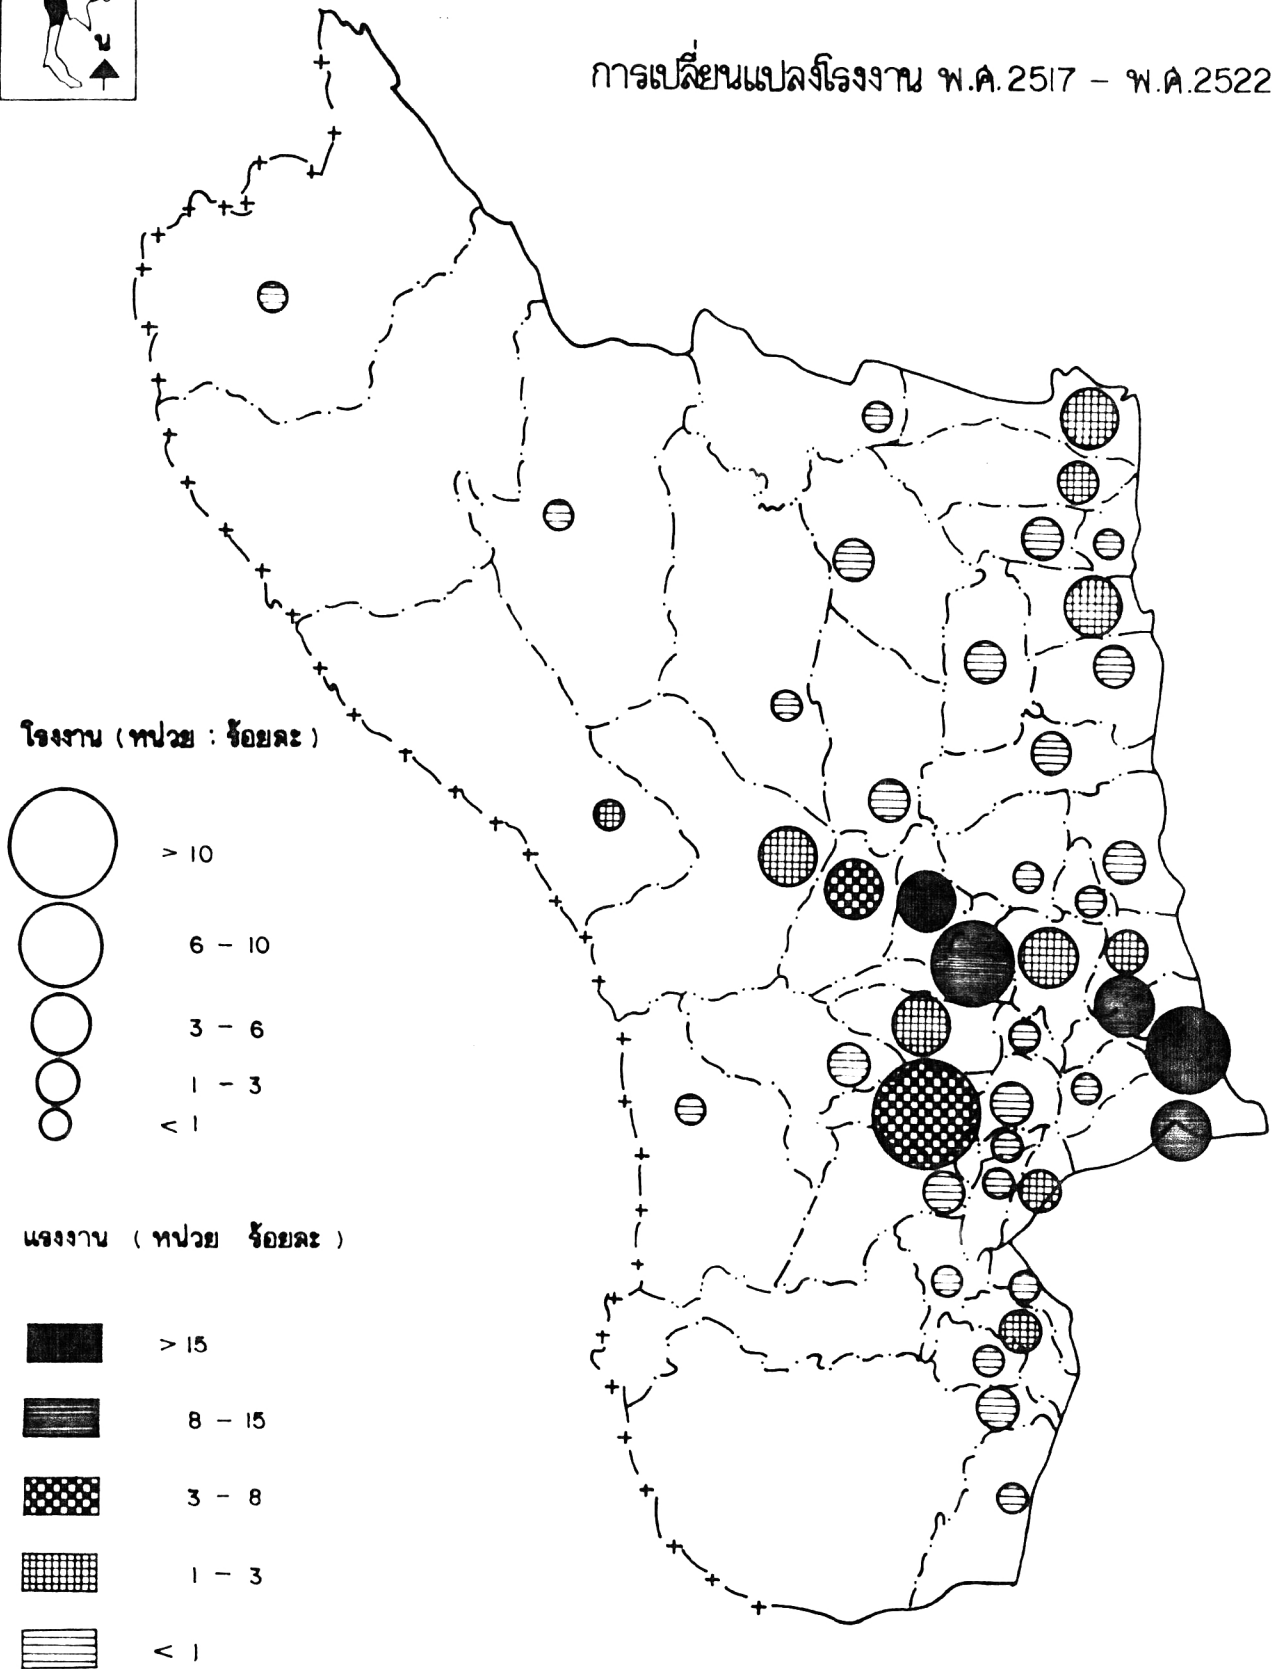 น
การเปลี่ยนแปลงโรงงาน พ.ศ.2517 - พ.ศ.2522
โรงงาน (หน่วย : ร้อยละ)
> 10
6 - 10
3 - 6
1 - 3
< 1
แรงงาน (หน่วย ร้อยละ)
> 15
8 - 15
3 - 8
1 - 3
< 1